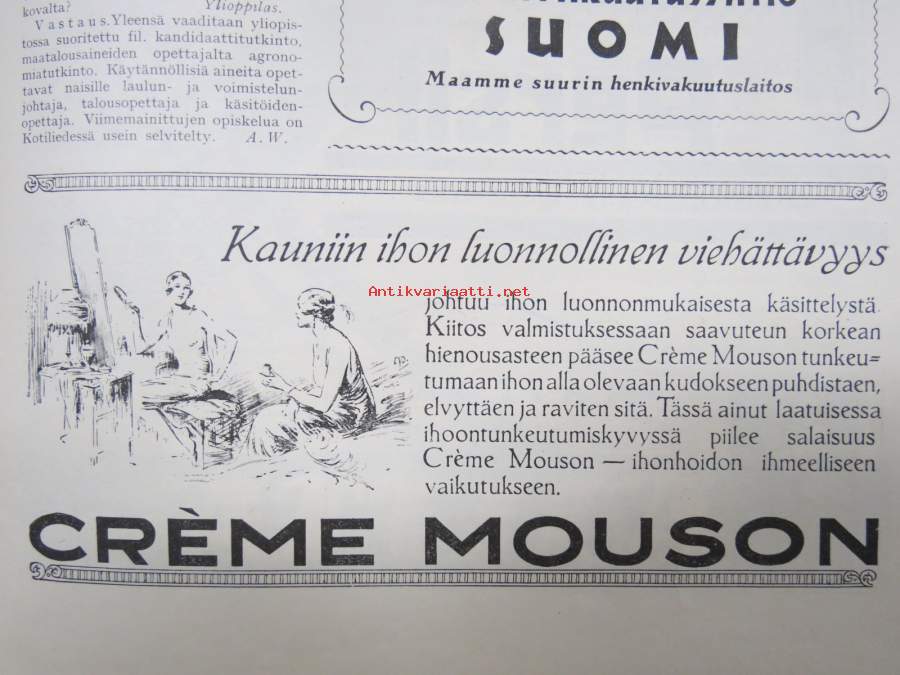 kovalta? Ylioppilas.
Vastaus. Yleensä vaaditaan yliopis-
tossa suoritettu fil. kandidaattitutkinto,
maatalousaineiden opettajalta agrono-
miatutkinto. Käytännöllisiä aineita opet-
tavat naisille laulun- ja voimistelun-
johtaja, talousopettaja ja käsitöiden-
opettaja. Viimemainittujen opiskelua on
Kotiliedessä usein selvitelty. A. W.
SUOMI
Maamme suurin henkivakuutuslaitos
Kauniin ihon luonnollinen viehättävyys
Antikvariaatti.net
johtuu ihon luonnonmukaisesta käsittelystä.
Kiitos valmistuksessaan saavuteun korkean
hienousasteen pääsee Crème Mouson tunkeu=
tumaan ihon alla olevaan kudokseen puhdistaen,
elvyttäen ja raviten sitä. Tässä ainut laatuisessa
ihoontunkeutumiskyvyssä piilee salaisuus
Crème Mouson — ihonhoidon ihmeelliseen
vaikutukseen.
CRÈME MOUSON